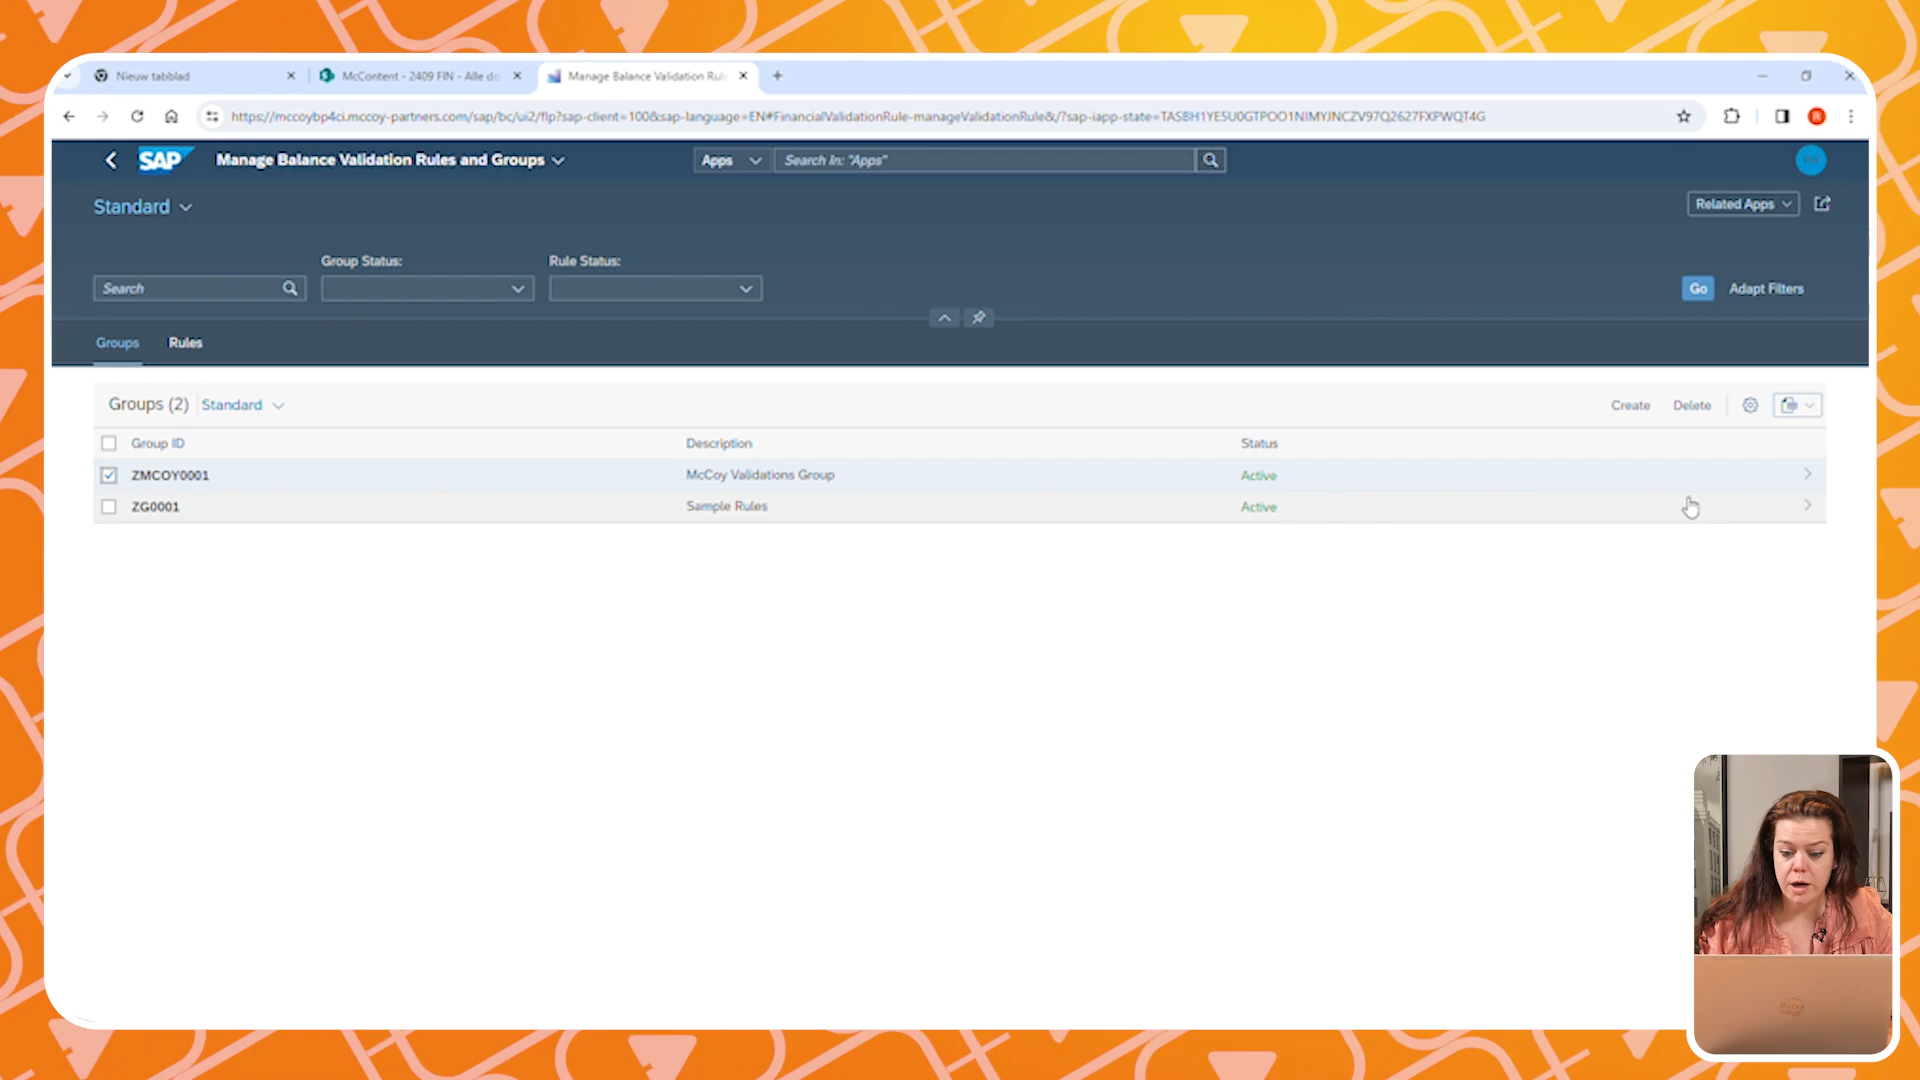 Nieuw tabblad
McContent - 2409 FIN - Alle do
Manage Balance Validation Rul
https://mccoybp4ci.mccoy-partners.com/sap/bc/ui2/flp?sap-client=100&sap-language=EN#FinancialValidationRule-manageValidationRule&/?sap-iapp-state=TASBH1YE5U0GTPOO1NIMYJNCZV97Q2627FXPWQT4G
SAP
Manage Balance Validation Rules and Groups
Apps
Search In: "Apps"
Standard
Related Apps
Group Status:
Rule Status:
Search
Go
Adapt Filters
Groups
Rules
Groups (2)
Standard
Create
Delete
Group ID
Description
Status
ZMCOY0001
McCoy Validations Group
Active
ZG0001
Sample Rules
Active